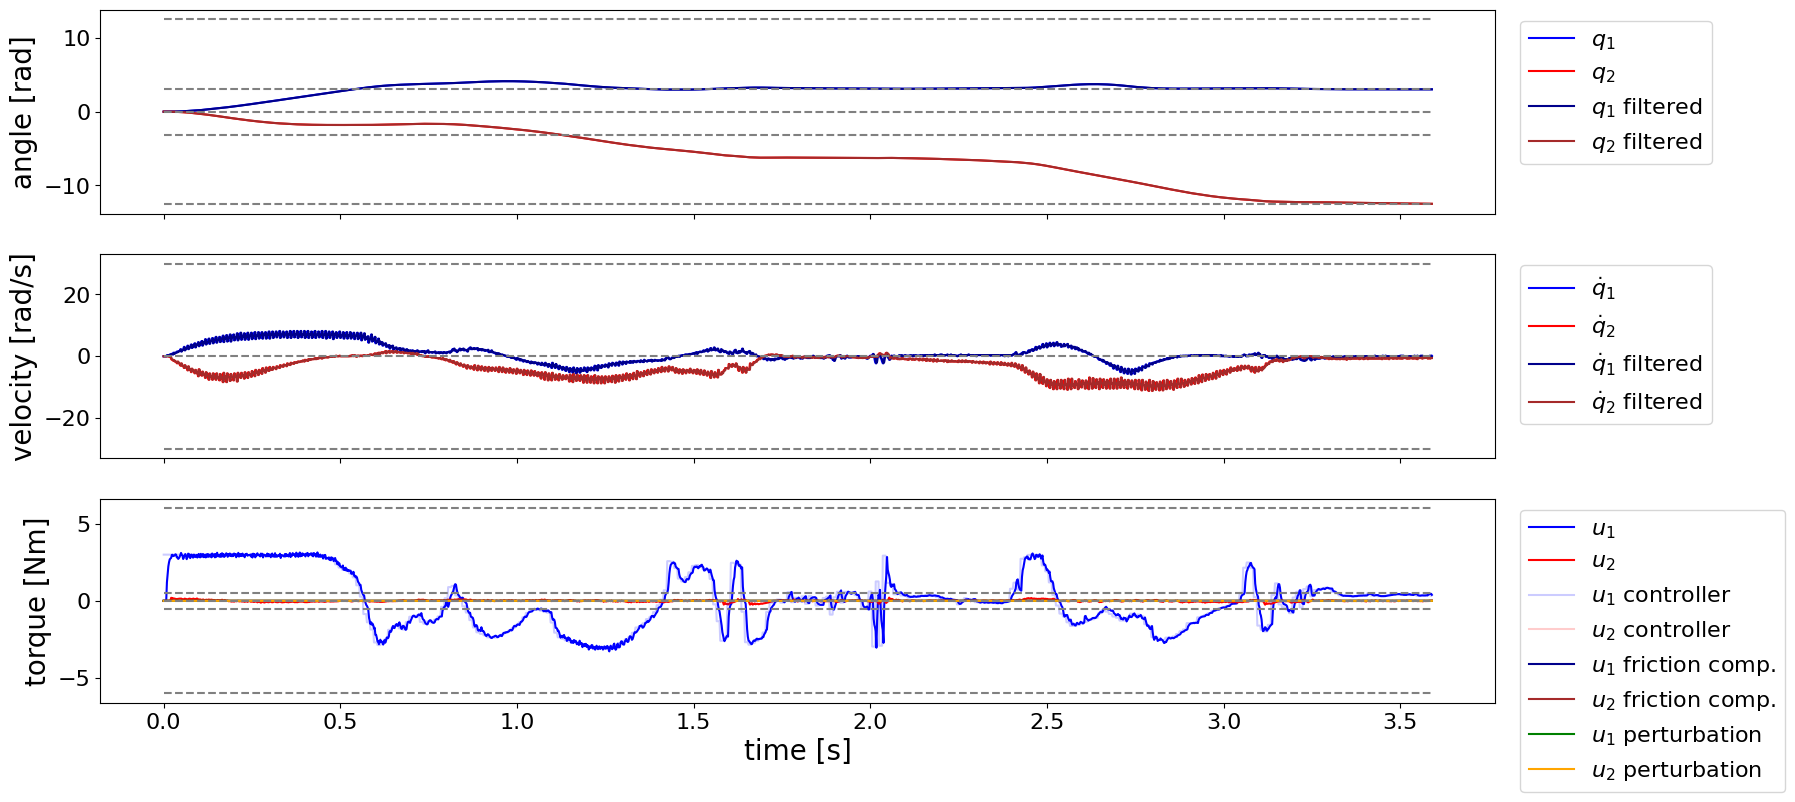 angle [rad]
10
0
−10
q₁
q₂
q₁ filtered
q₂ filtered
velocity [rad/s]
20
0
−20
q̇₁
q̇₂
q̇₁ filtered
q̇₂ filtered
torque [Nm]
5
0
−5
0.0 0.5 1.0 1.5 2.0 2.5 3.0 3.5
time [s]
u₁
u₂
u₁ controller
u₂ controller
u₁ friction comp.
u₂ friction comp.
u₁ perturbation
u₂ perturbation